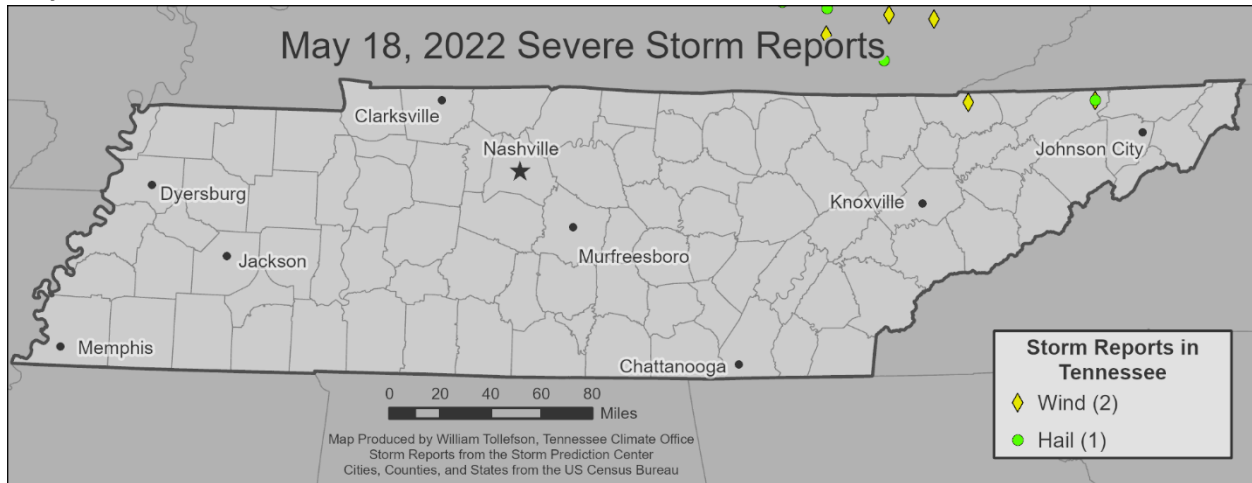 May 18, 2022 Severe Storm Reports
Clarksville
Nashville
Johnson City
Dyersburg
Knoxville
Murfreesboro
Jackson
Memphis
Chattanooga
0 20 40 60 80
Miles
Map Produced by William Tollefson, Tennessee Climate Office
Storm Reports from the Storm Prediction Center
Cities, Counties, and States from the US Census Bureau
Storm Reports in
Tennessee
Wind (2)
Hail (1)